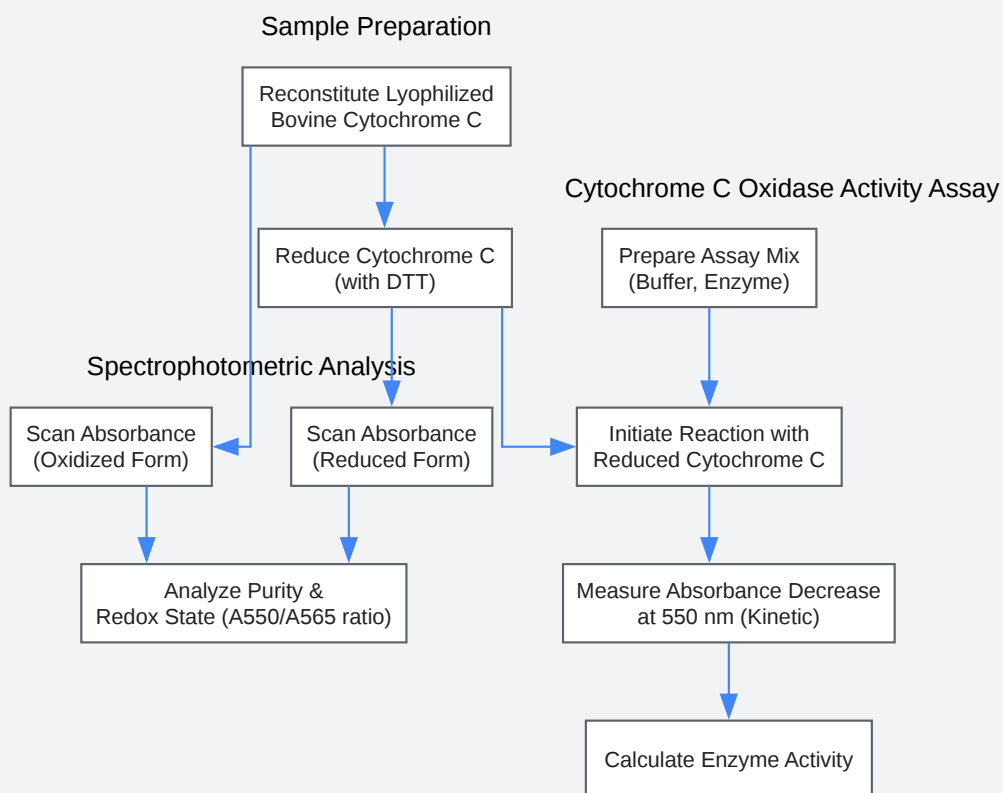 Sample Preparation
Reconstitute Lyophilized
Bovine Cytochrome C
Cytochrome C Oxidase Activity Assay
Reduce Cytochrome C
(with DTT)
Prepare Assay Mix
(Buffer, Enzyme)
Spectrophotometric Analysis
Scan Absorbance
(Oxidized Form)
Scan Absorbance
(Reduced Form)
Initiate Reaction with
Reduced Cytochrome C
Analyze Purity &
Redox State (A550/A565 ratio)
Measure Absorbance Decrease
at 550 nm (Kinetic)
Calculate Enzyme Activity